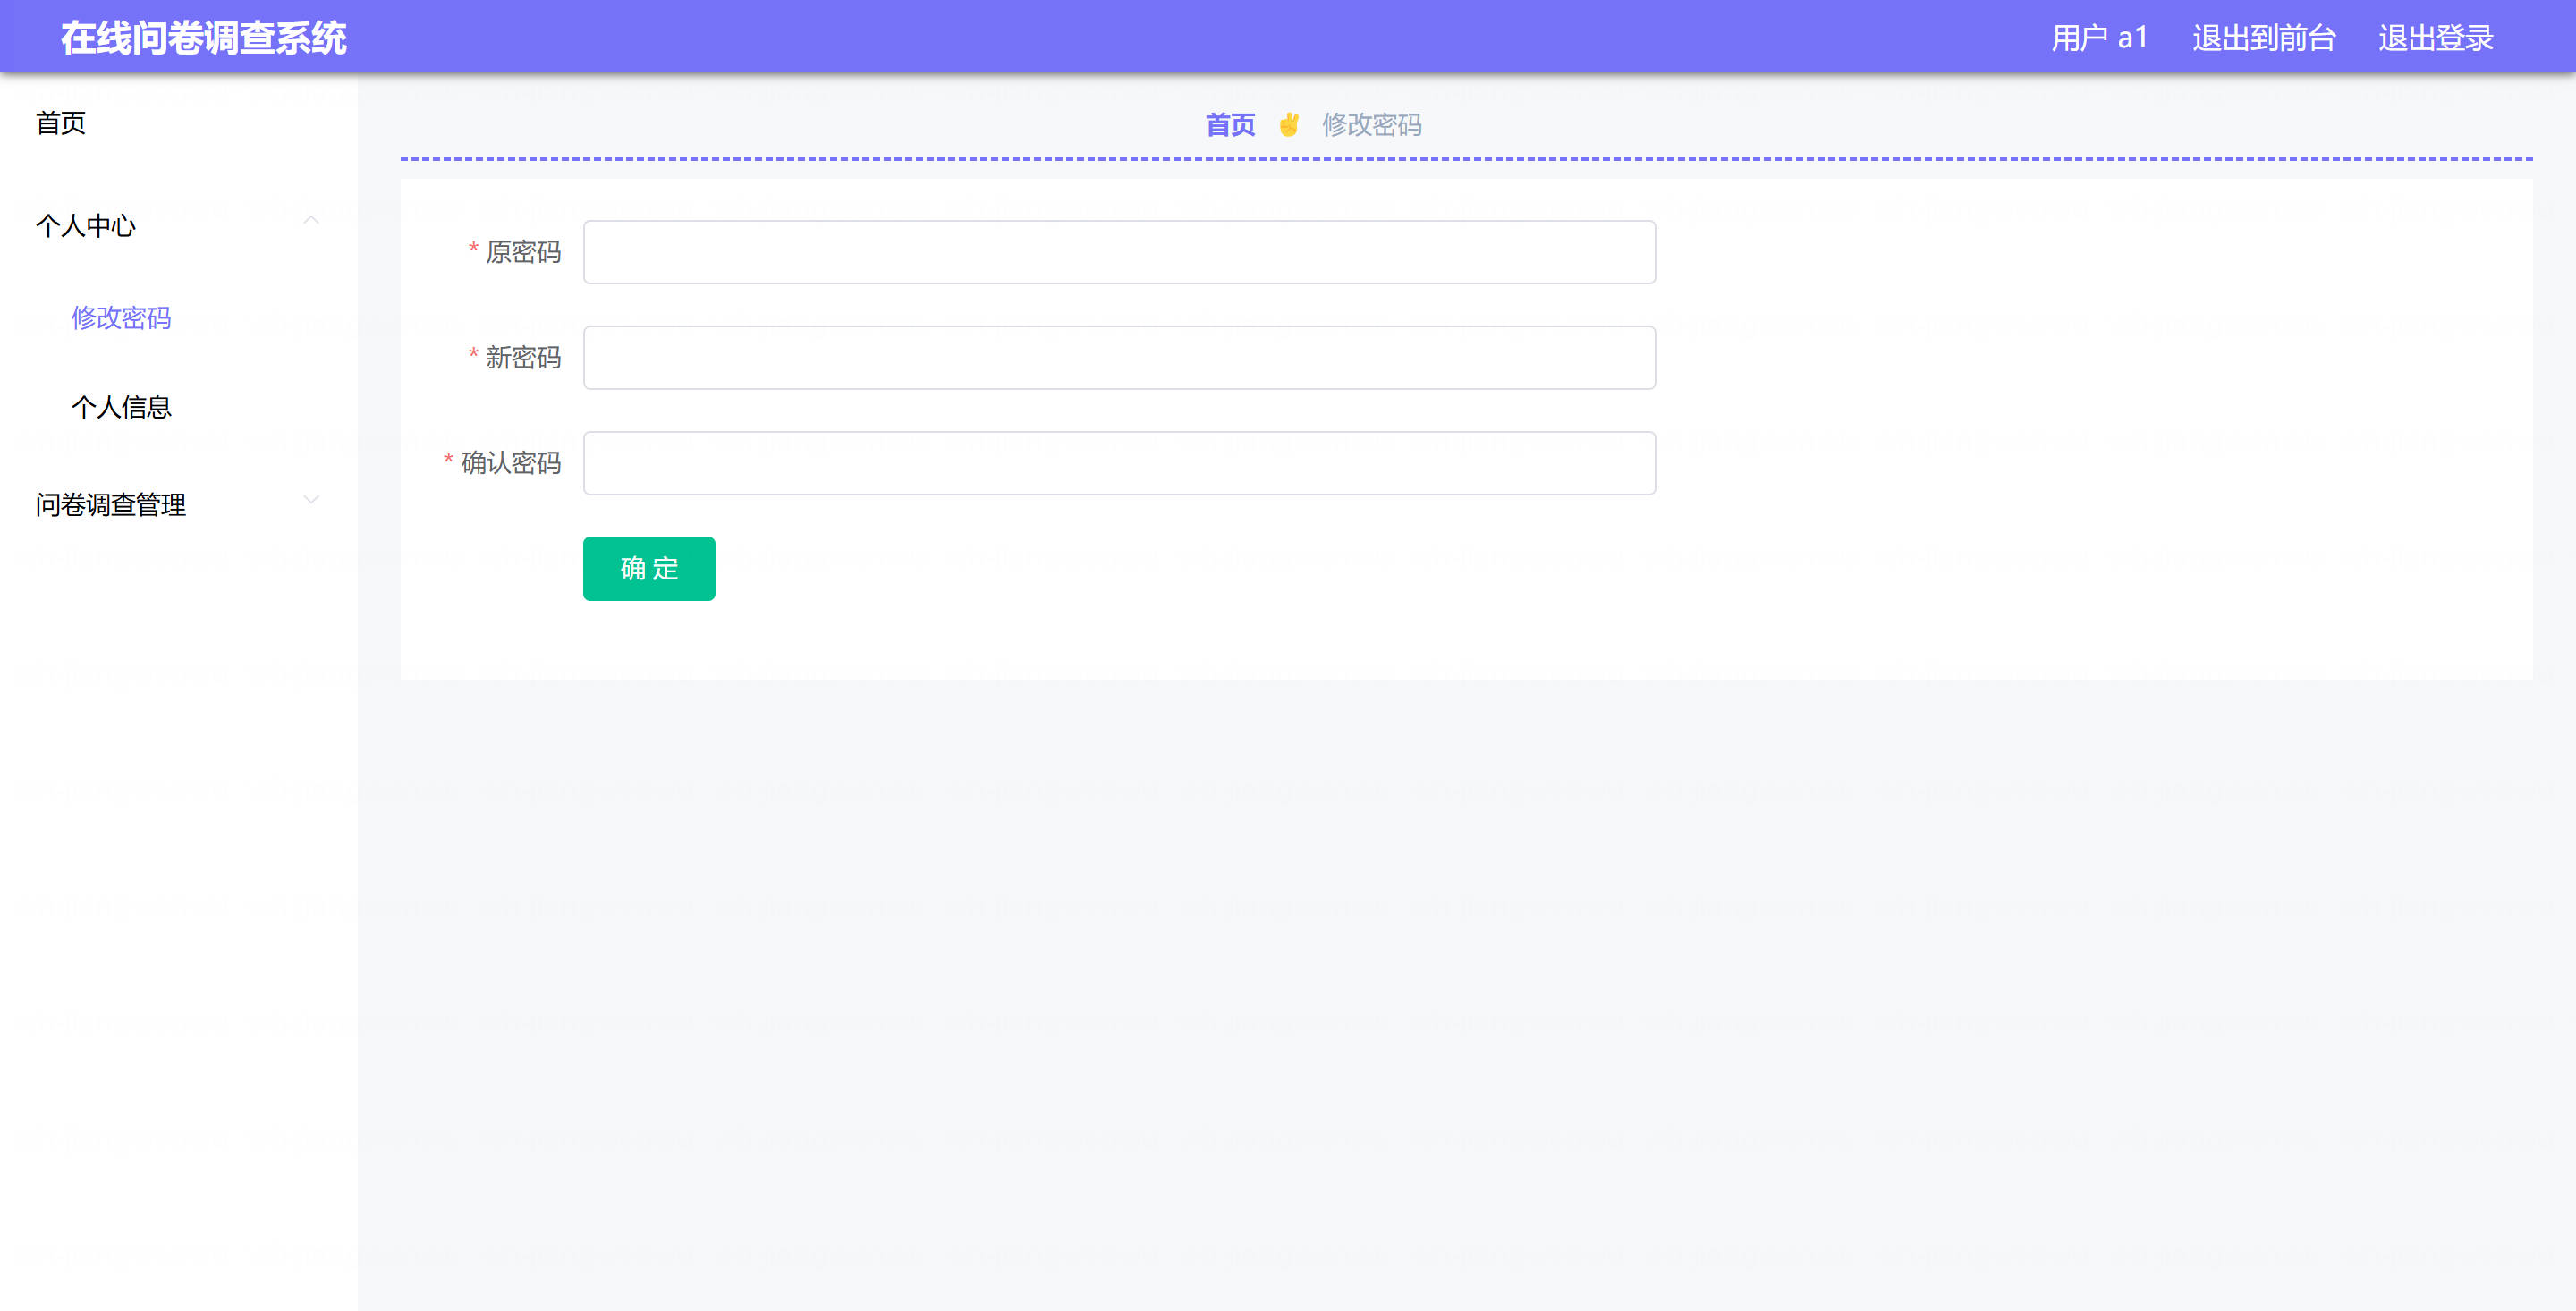 在线问卷调查系统
用户 a1 退出到前台 退出登录
首页
个人中心
修改密码
个人信息
问卷调查管理
首页 ✌ 修改密码
* 原密码
* 新密码
* 确认密码
确 定